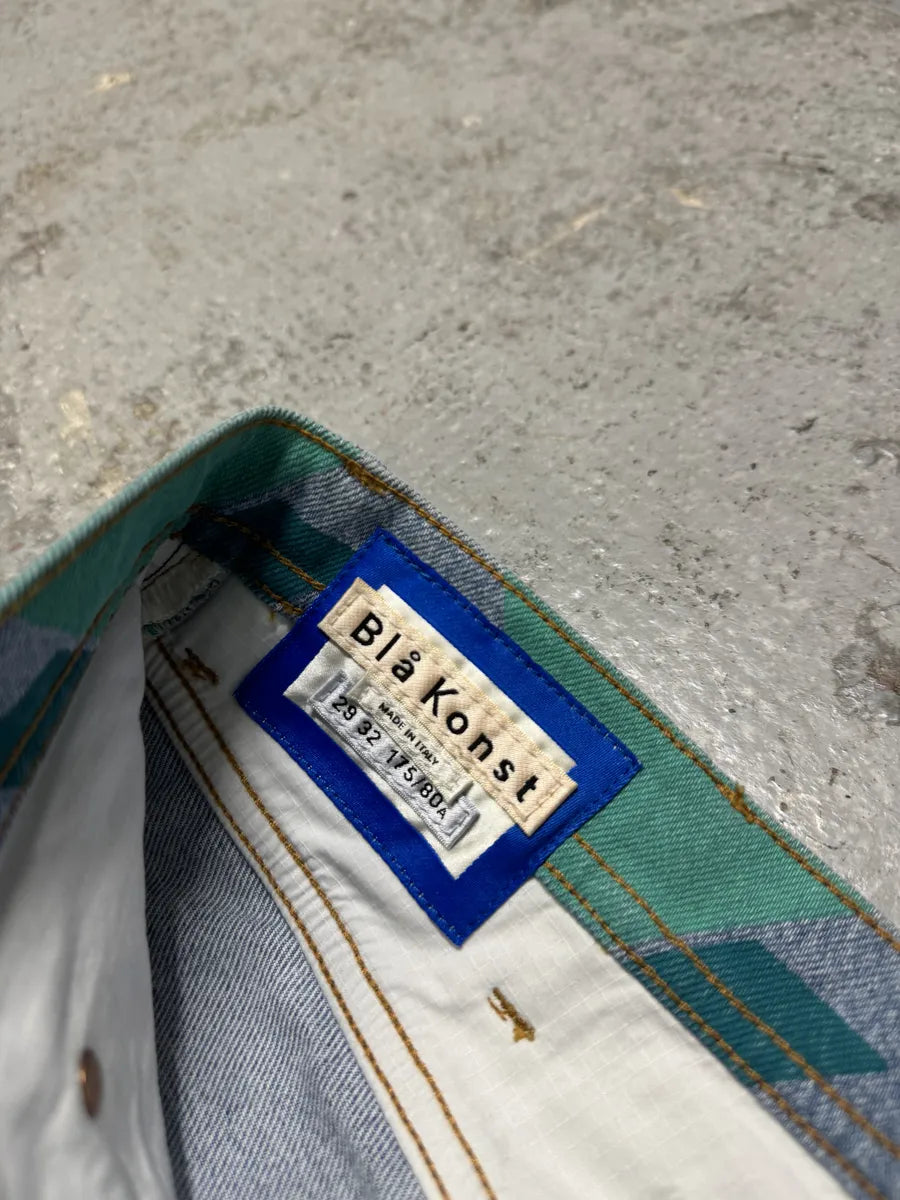 Blå Konst
MADE IN ITALY
29 32 175/80A